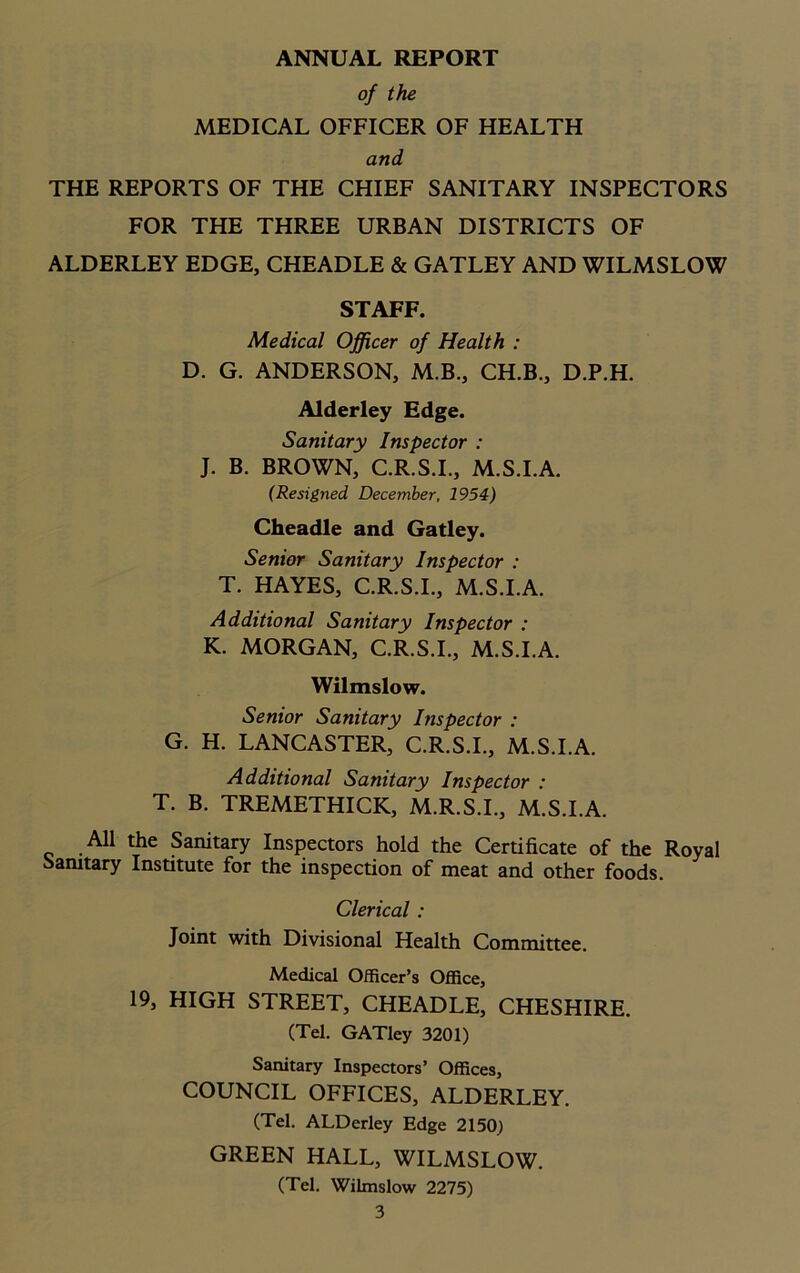 ANNUAL REPORT
of the
MEDICAL OFFICER OF HEALTH
and
THE REPORTS OF THE CHIEF SANITARY INSPECTORS
FOR THE THREE URBAN DISTRICTS OF
ALDERLEY EDGE, CHEADLE & GATLEY AND WILMSLOW
STAFF.
Medical Officer of Health :
D. G. ANDERSON, M.B., CH.B., D.P.H.
Alderley Edge.
Sanitary Inspector :
J. B. BROWN, C.R.S.I., M.S.I.A.
(Resigned December, 1954)
Cheadle and Gatley.
Senior Sanitary Inspector :
T. HAYES, C.R.S.I., M.S.I.A.
Additional Sanitary Inspector :
K. MORGAN, C.R.S.I., M.S.I.A.
Wilmslow.
Senior Sanitary Inspector :
G. H. LANCASTER, C.R.S.I., M.S.I.A.
Additional Sanitary Inspector :
T. B. TREMETHICK, M.R.S.I., M.S.I.A.
All the Sanitary Inspectors hold the Certificate of the Royal
Sanitary Institute for the inspection of meat and other foods.
Clerical :
Joint with Divisional Health Committee.
Medical Officer's Office,
19, HIGH STREET, CHEADLE, CHESHIRE.
(Tel. GATley 3201)
Sanitary Inspectors' Offices,
COUNCIL OFFICES, ALDERLEY.
(Tel. ALDerley Edge 2150)
GREEN HALL, WILMSLOW.
(Tel. Wilmslow 2275)
3